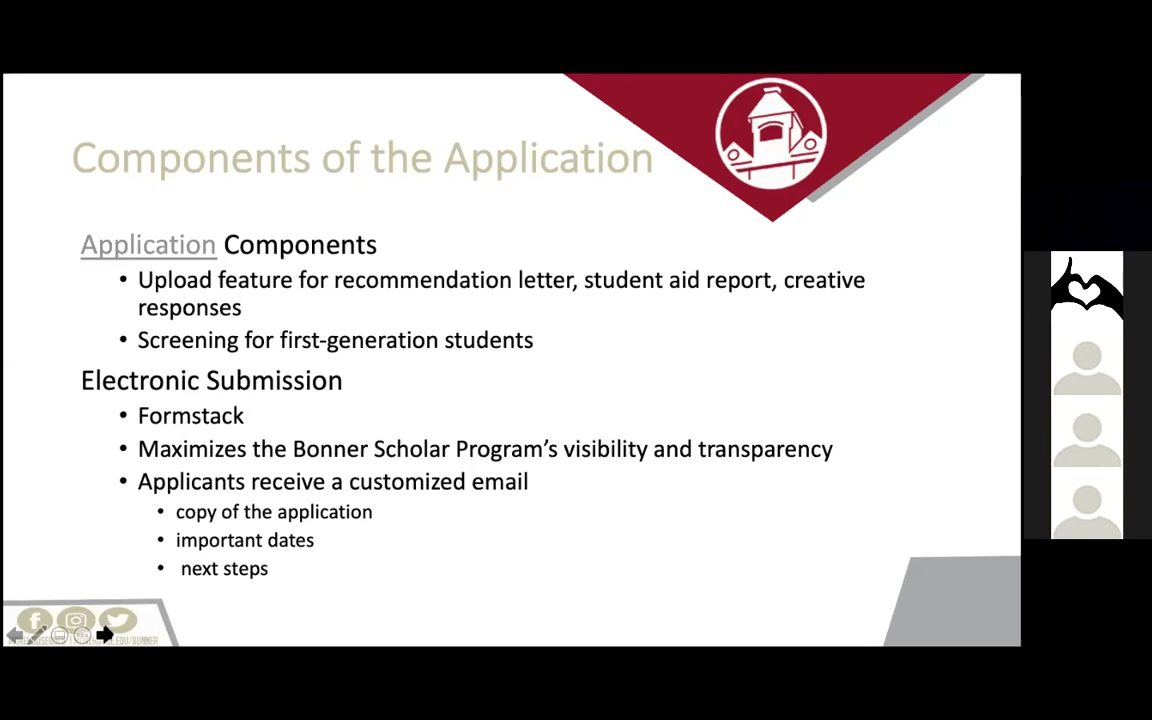 Components of the Application
Application Components
• Upload feature for recommendation letter, student aid report, creative
responses
• Screening for first-generation students
Electronic Submission
• Formstack
• Maximizes the Bonner Scholar Program’s visibility and transparency
• Applicants receive a customized email
• copy of the application
• important dates
• next steps